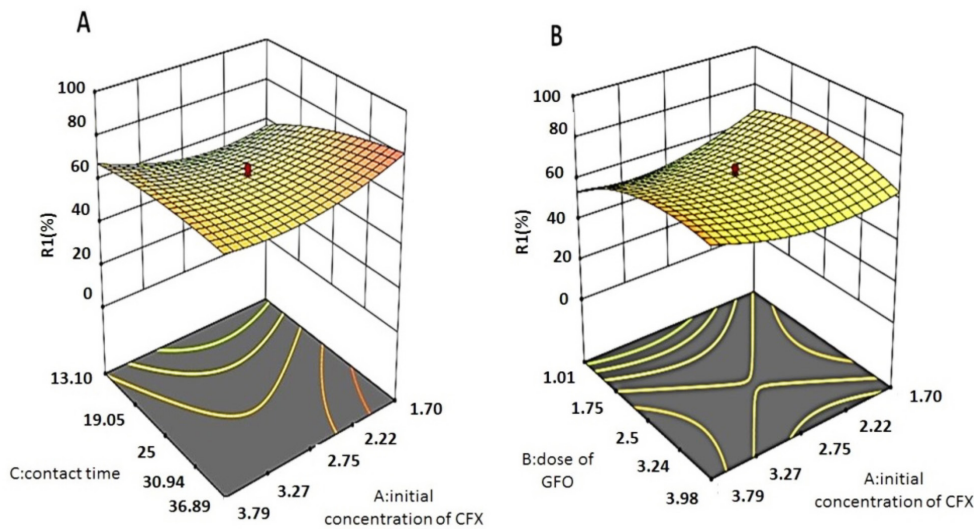 A
100
80
60
40
20
0
R1(%)
13.10
19.05
25
30.94
36.89
C:contact time
1.70
2.22
2.75
3.27
3.79
A:initial
concentration of CFX
B
100
80
60
40
20
0
R1(%)
1.01
1.75
2.5
3.24
3.98
B:dose of
GFO
1.70
2.22
2.75
3.27
3.79
A:initial
concentration of CFX